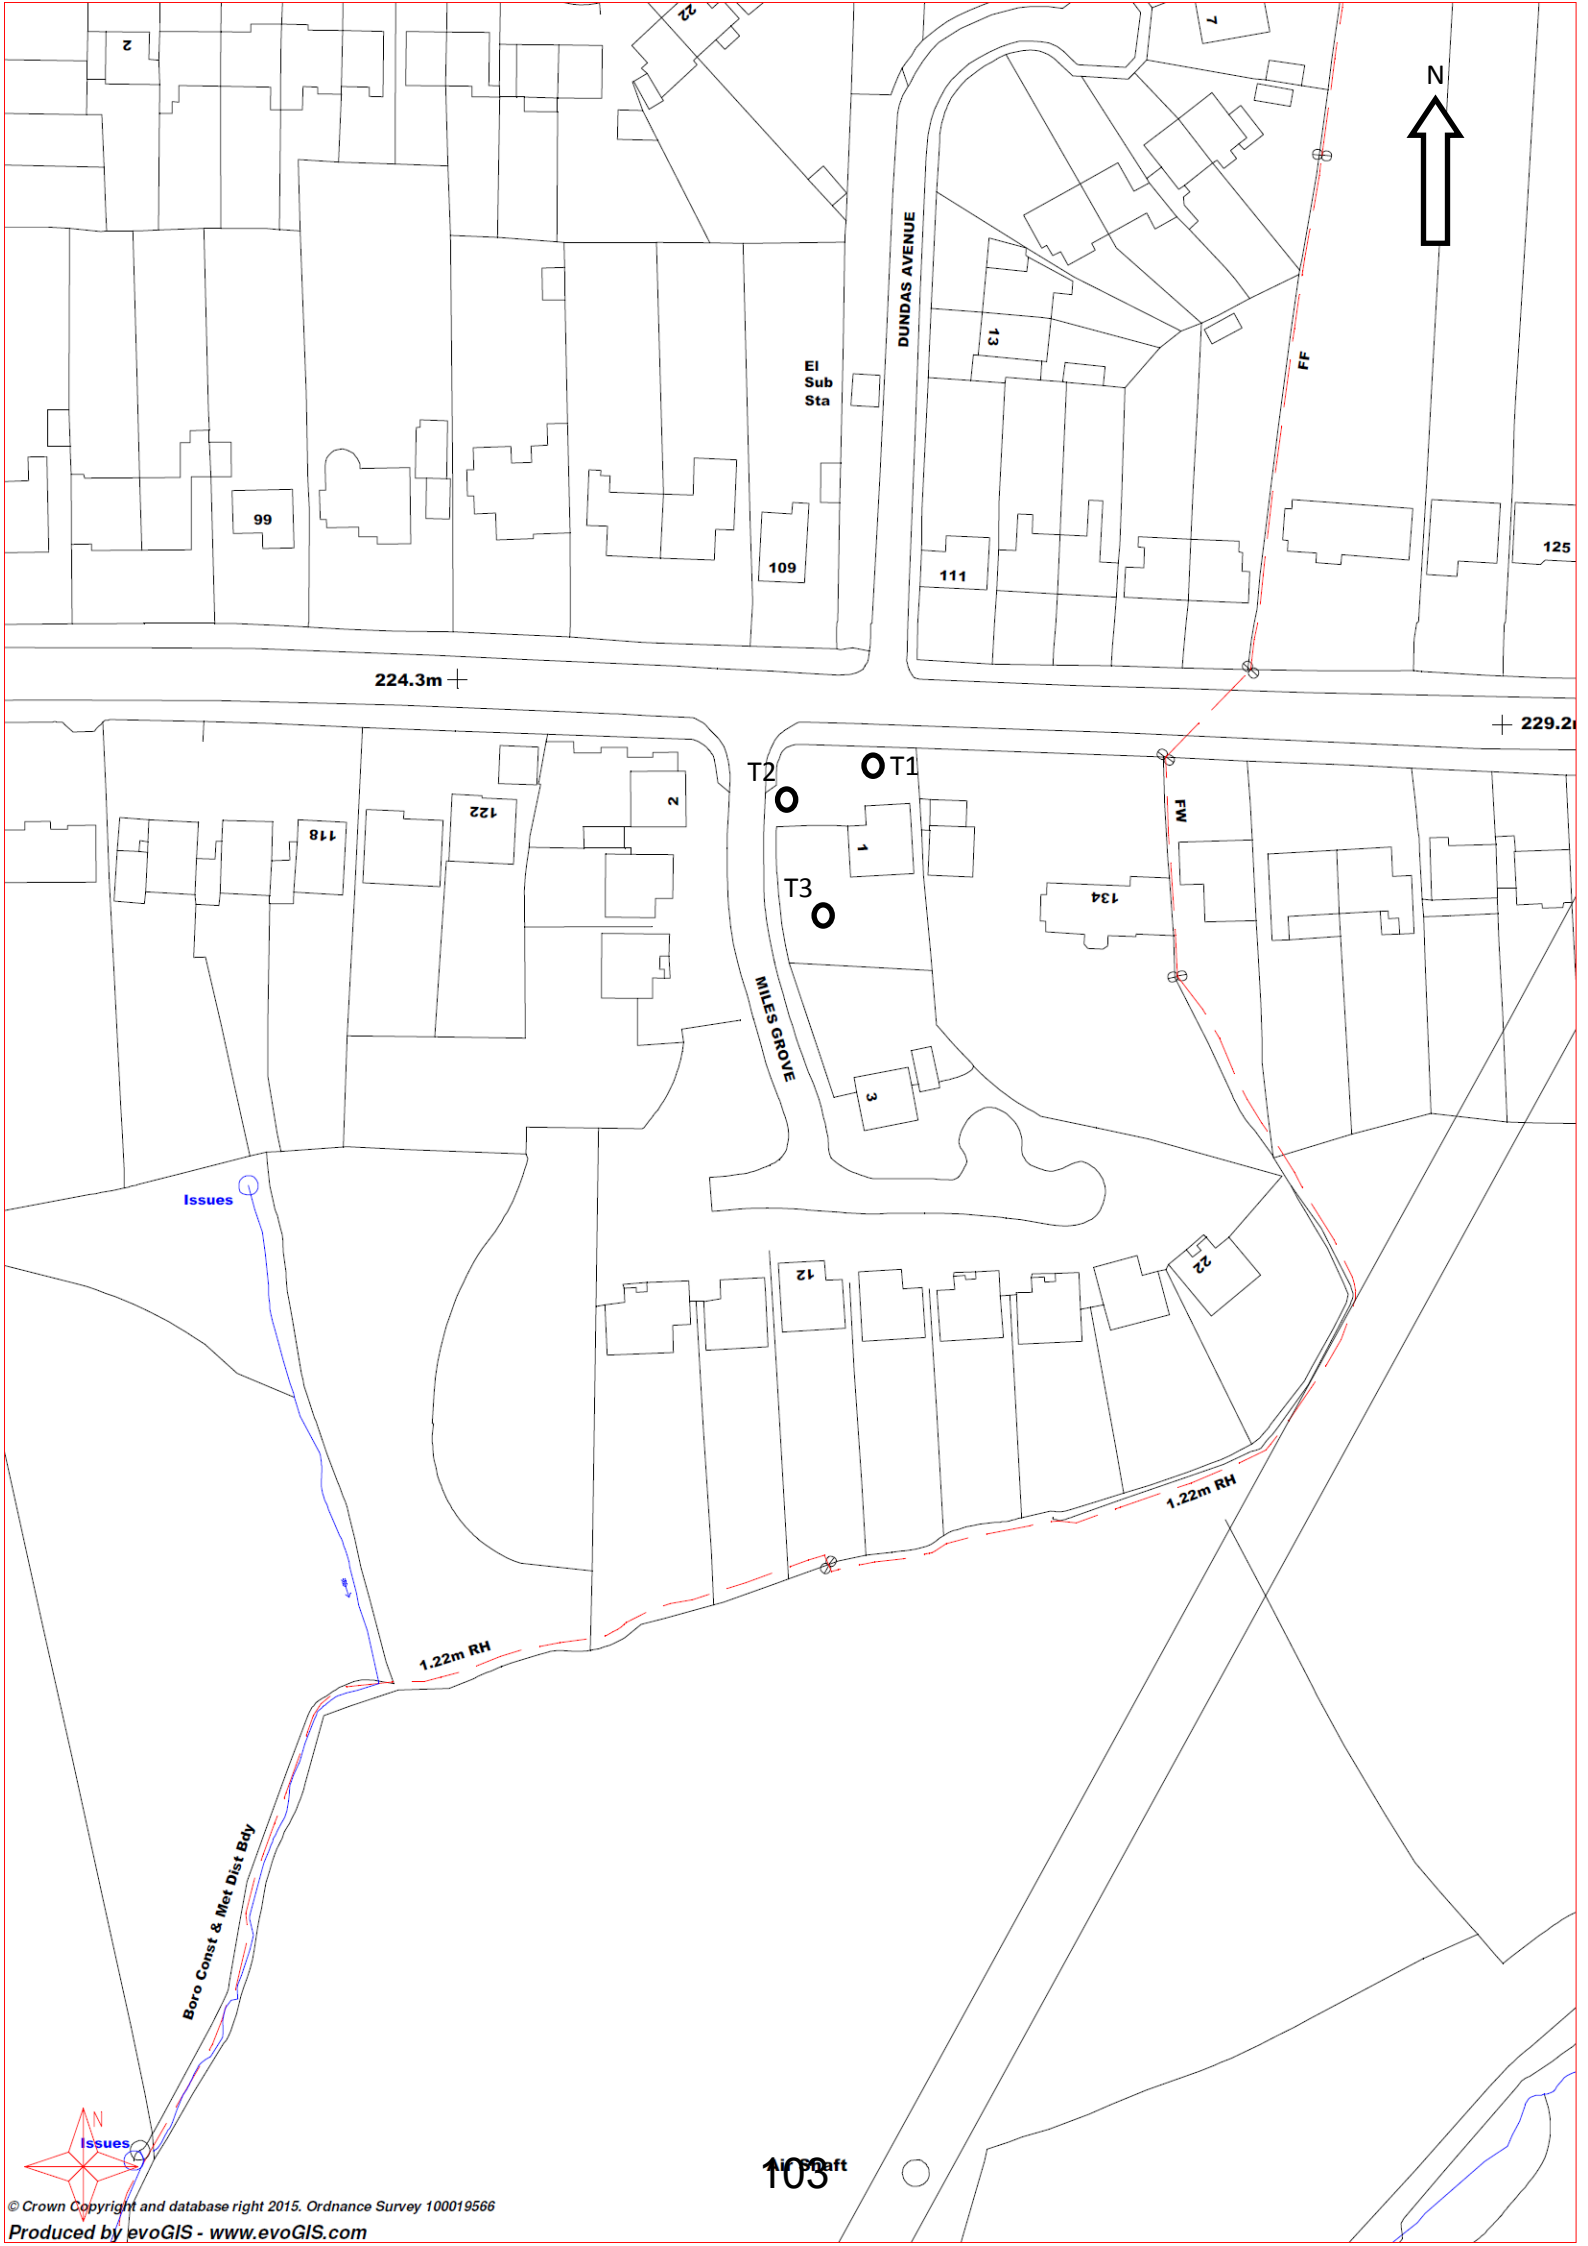 22
7
2
N
DUNDAS AVENUE
13
FF
El
Sub
Sta
99
109
111
125
224.3m
229.2m
T1
T2
2
122
118
1
FW
T3
134
MILES GROVE
3
Issues
12
22
1.22m RH
1.22m RH
Boro Const & Met Dist Bdy
N
Issues
Air Shaft
103
© Crown Copyright and database right 2015. Ordnance Survey 100019566
Produced by evoGIS - www.evoGIS.com